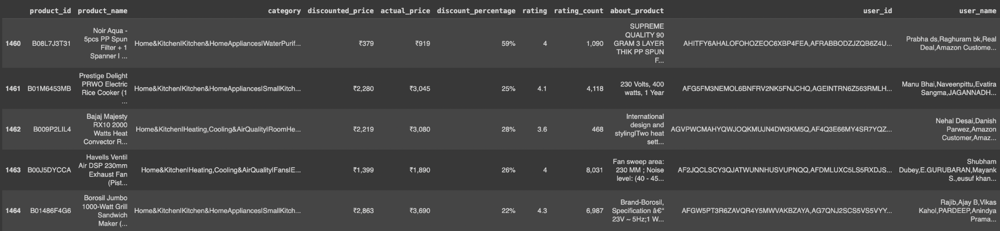 product_id product_name category discounted_price actual_price discount_percentage rating rating_count about_product user_id user_name
1460 B08L7J3T31 Noir Aqua - 5pcs PP Spun Filter + 1 Spanner | ... Home&Kitchen|Kitchen&HomeAppliances|WaterPurif... ₹379 ₹919 59% 4 1,090 SUPREME QUALITY 90 GRAM 3 LAYER THIK PP SPUN F... AHITFY6AHALOFOHOZEOC6XBP4FEA,AFRABBODZJZQB6Z4U... Prabha ds,Raghuram bk,Real Deal,Amazon Custome...
1461 B01M6453MB Prestige Delight PRWO Electric Rice Cooker (1 ... Home&Kitchen|Kitchen&HomeAppliances|SmallKitch... ₹2,280 ₹3,045 25% 4.1 4,118 230 Volts, 400 watts, 1 Year AFG5FM3NEMOL6BNFRV2NK5FNJCHQ,AGEINTRN6Z563RMLH... Manu Bhai,Naveenpittu,Evatira Sangma,JAGANNADH...
1462 B009P2LIL4 Bajaj Majesty RX10 2000 Watts Heat Convector R... Home&Kitchen|Heating,Cooling&AirQuality|RoomHe... ₹2,219 ₹3,080 28% 3.6 468 International design and styling|Two heat sett... AGVPWCMAHYQWJOQKMUJN4DW3KM5Q,AF4Q3E66MY4SR7YQZ... Nehal Desai,Danish Parwez,Amazon Customer,Amaz...
1463 B00J5DYCCA Havells Ventil Air DSP 230mm Exhaust Fan (Pist... Home&Kitchen|Heating,Cooling&AirQuality|Fans|E... ₹1,399 ₹1,890 26% 4 8,031 Fan sweep area: 230 MM ; Noise level: (40 - 45... AF2JQCLSCY3QJATWUNNHUSVUPNQQ,AFDMLUXC5LS5RXDJS... Shubham Dubey,E.GURUBARAN,Mayank S.,eusuf khan...
1464 B01486F4G6 Borosil Jumbo 1000-Watt Grill Sandwich Maker (... Home&Kitchen|Kitchen&HomeAppliances|SmallKitch... ₹2,863 ₹3,690 22% 4.3 6,987 Brand-Borosil, Specification â€“ 23V ~ 5Hz;1 W... AFGW5PT3R6ZAVQR4Y5MWVAKBZAYA,AG7QNJ2SCS5VS5VYY... Rajib,Ajay B,Vikas Kahol,PARDEEP,Anindya Prama...